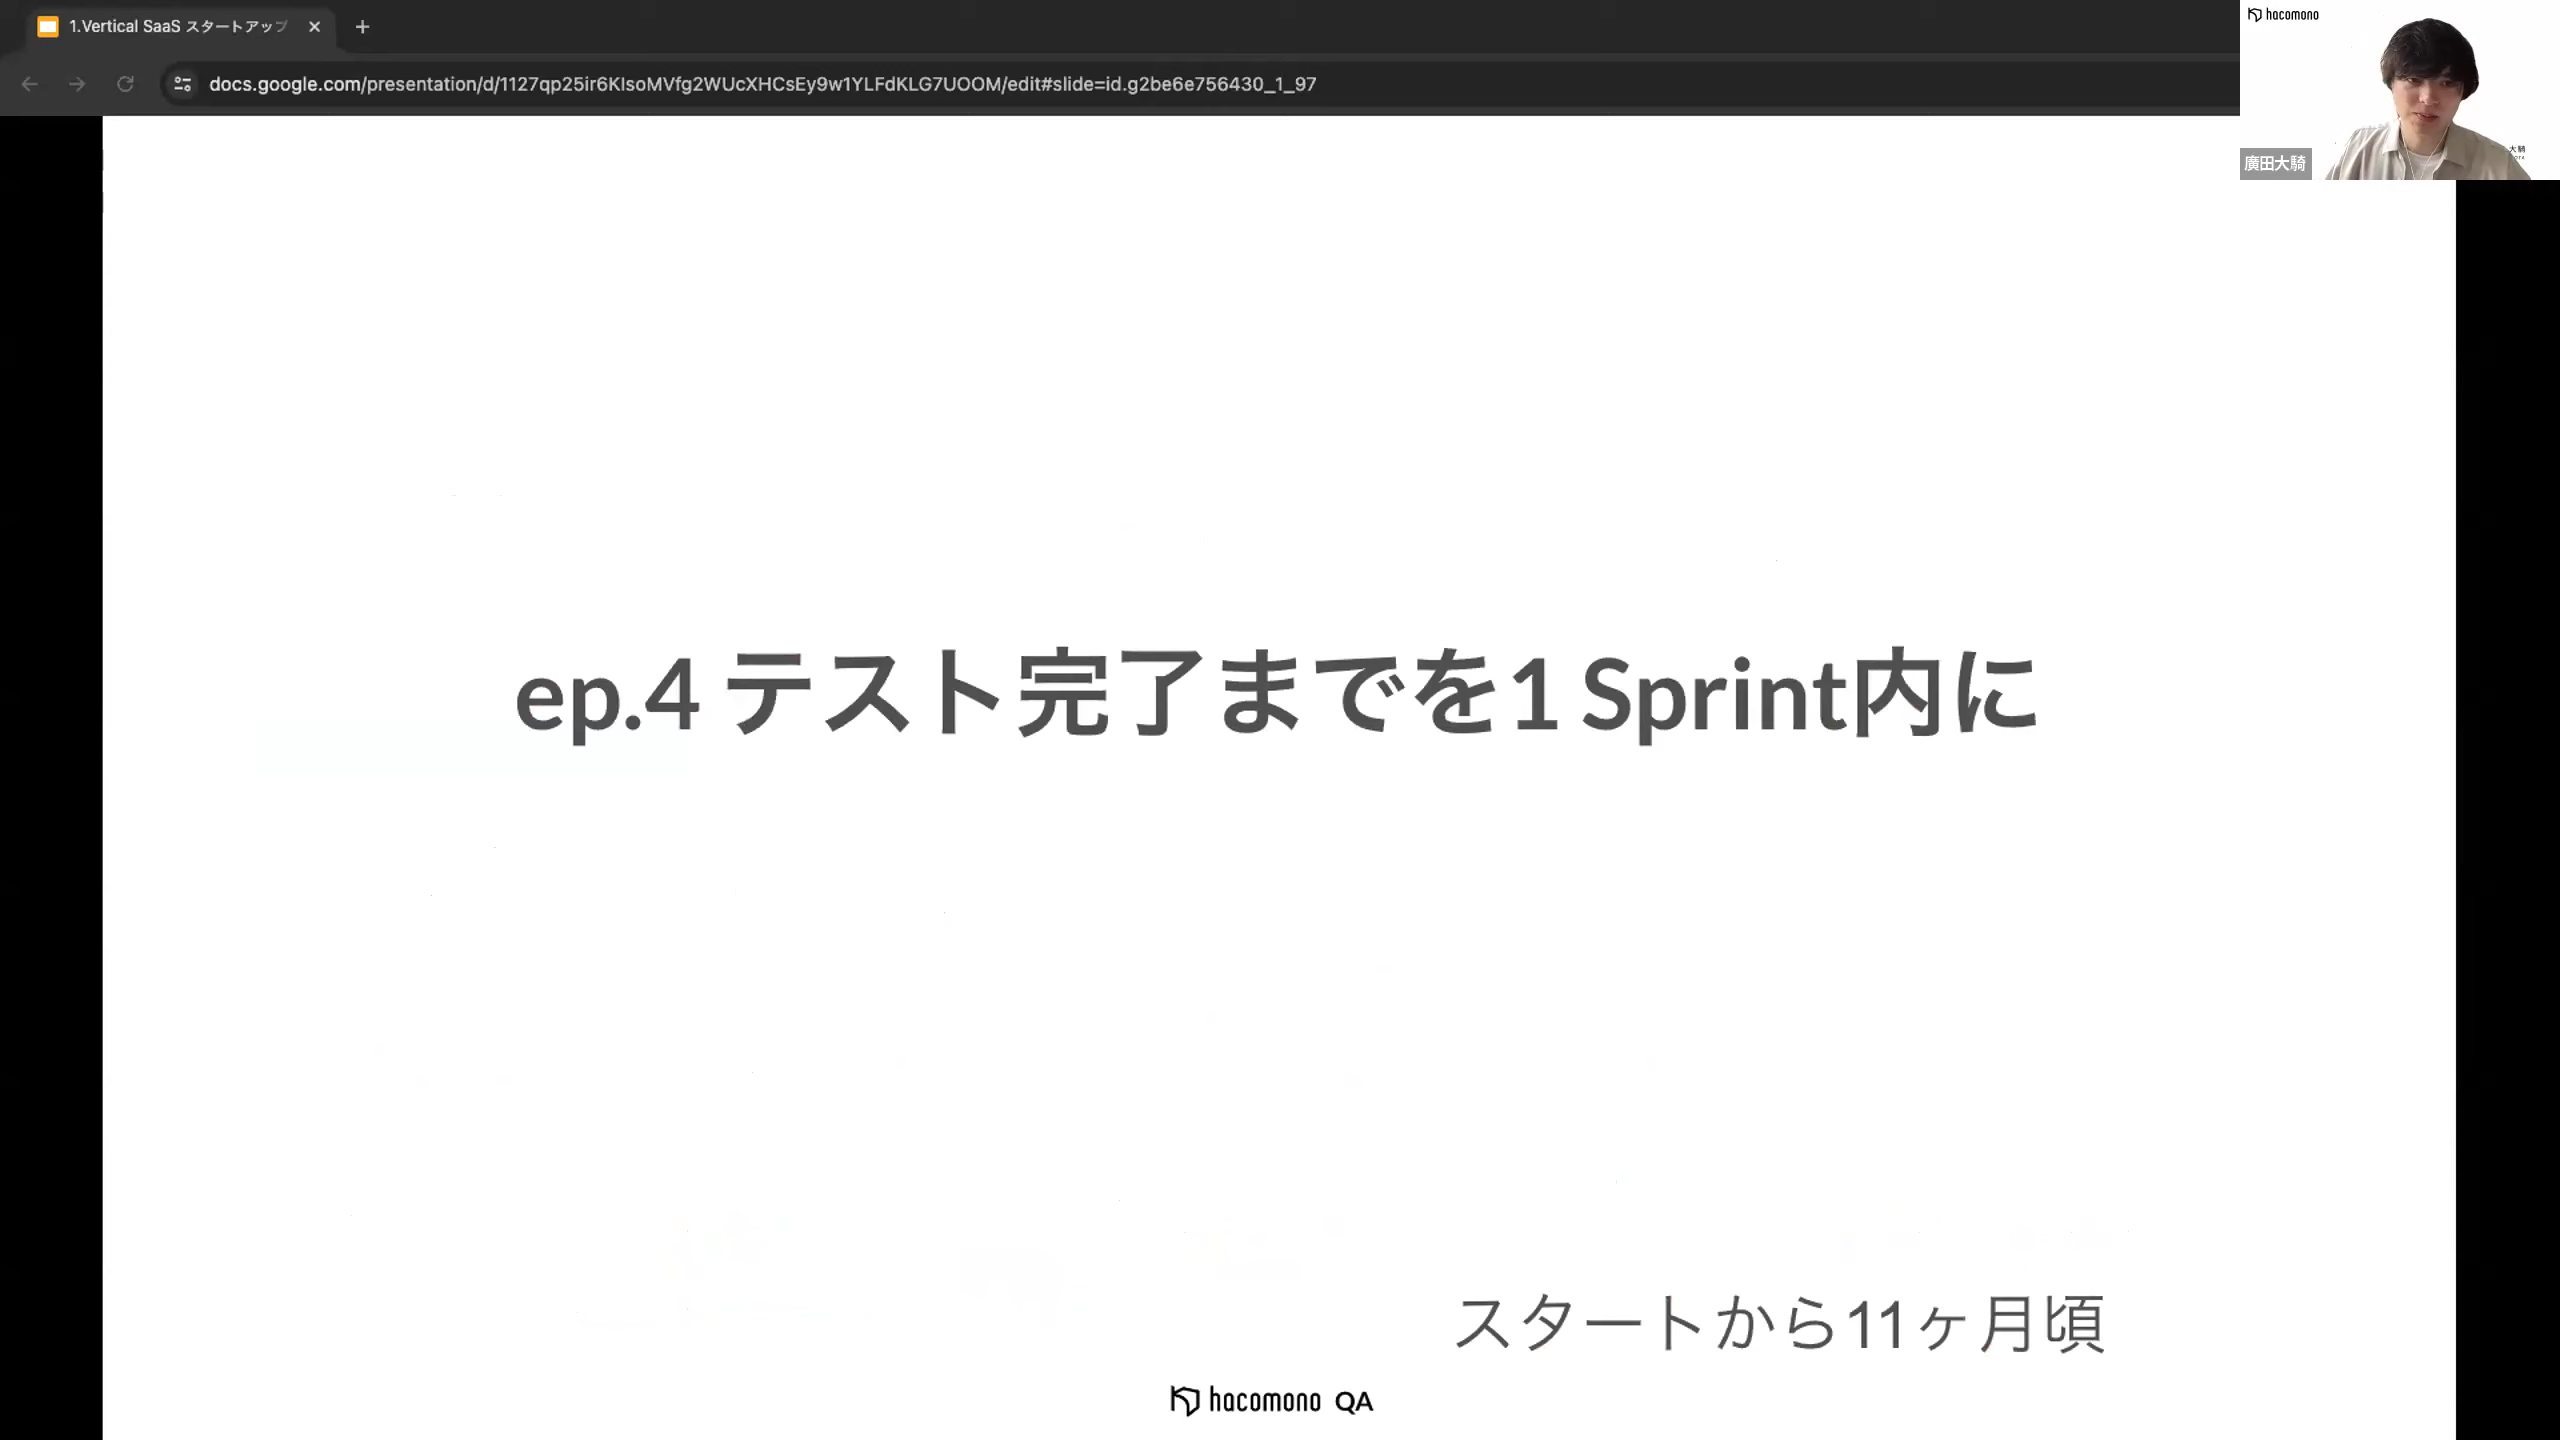 1.Vertical SaaS スタートアップ
docs.google.com/presentation/d/1127qp25ir6KIsoMVfg2WUcXHCsEy9w1YLFdKLG7UOOM/edit#slide=id.g2be6e756430_1_97
hacomono
廣田大騎
大騎
ep.4 テスト完了までを1 Sprint内に
スタートから11ヶ月頃
hacomono QA